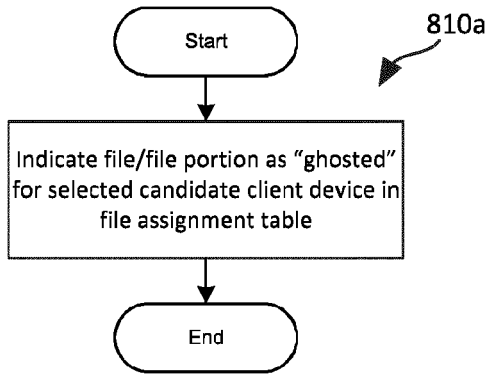 810a
Start
Indicate file/file portion as “ghosted”
for selected candidate client device in
file assignment table
End